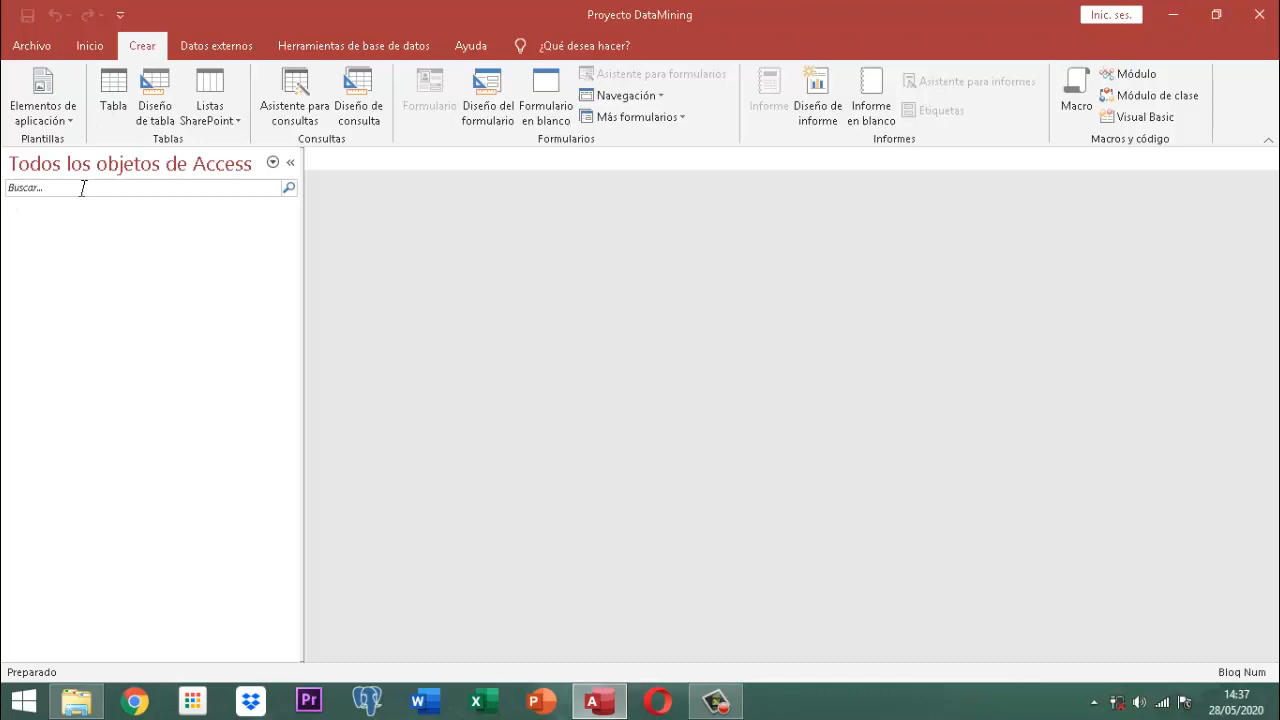 Proyecto DataMining
Inic. ses.
Archivo Inicio Crear Datos externos Herramientas de base de datos Ayuda ¿Qué desea hacer?
Elementos de aplicación
Plantillas
Tabla
Diseño de tabla
Listas SharePoint
Tablas
Asistente para consultas
Diseño de consulta
Consultas
Formulario
Diseño del formulario
Formulario en blanco
Asistente para formularios
Navegación
Más formularios
Formularios
Informe
Diseño de informe
Informe en blanco
Asistente para informes
Etiquetas
Informes
Macro
Módulo
Módulo de clase
Visual Basic
Macros y código
Todos los objetos de Access
Buscar...
Preparado
Bloq Num
Pr
W
X
P
A
14:37
28/05/2020